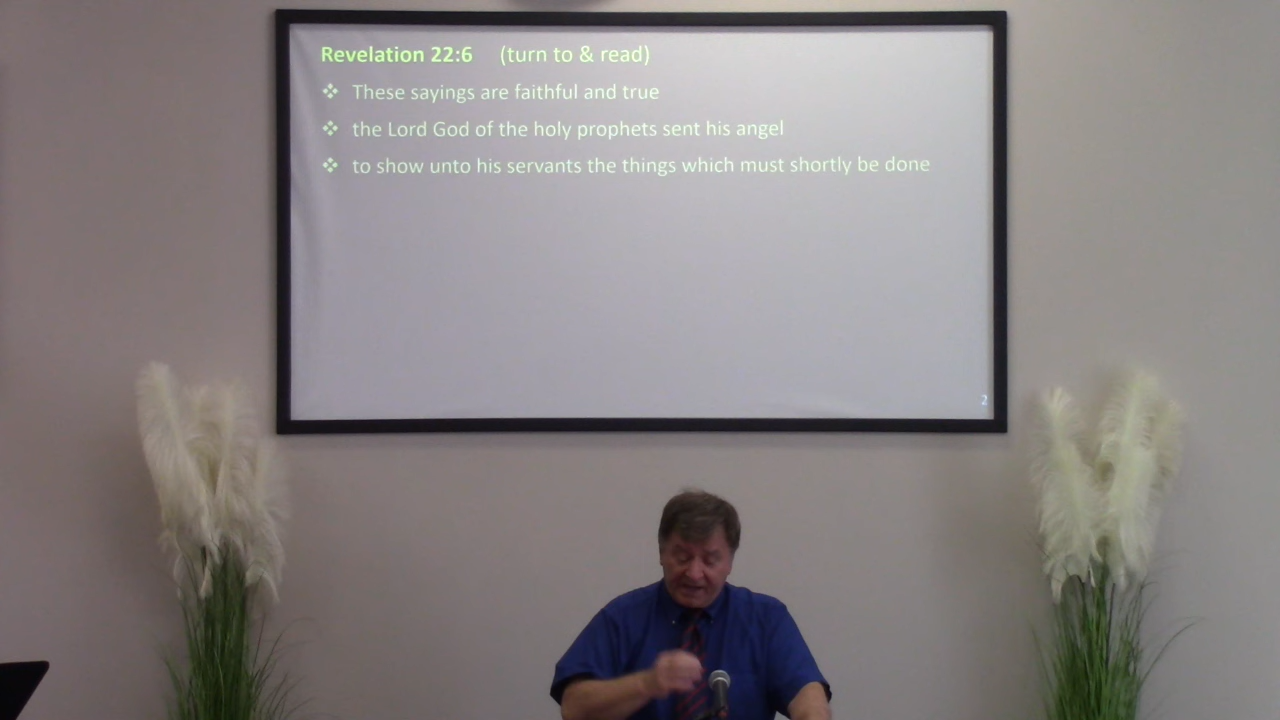 Revelation 22:6 (turn to & read)
❖ These sayings are faithful and true
❖ the Lord God of the holy prophets sent his angel
❖ to show unto his servants the things which must shortly be done
2